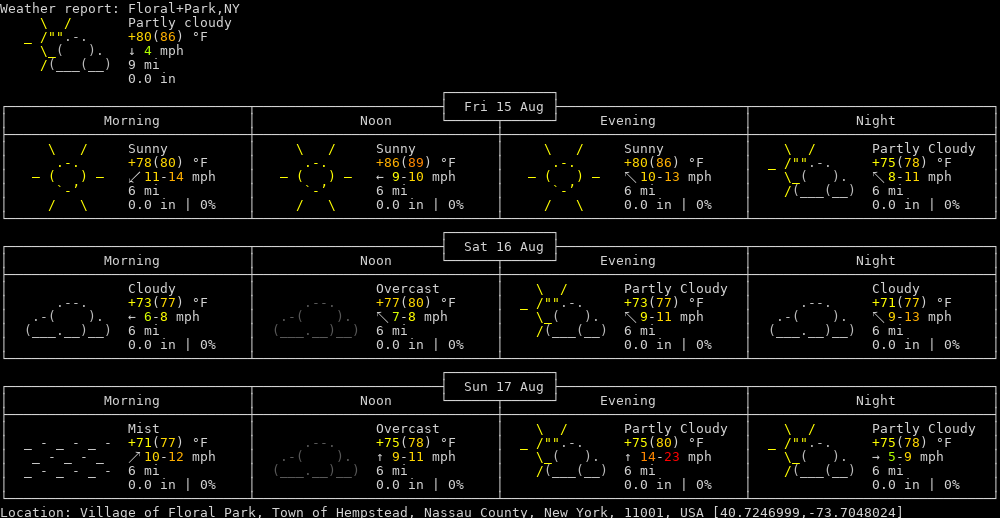 Weather report: Floral+Park,NY
Partly cloudy
+80(86) °F
↓ 4 mph
9 mi
0.0 in
Fri 15 Aug
Morning Noon Evening Night
Sunny Sunny Sunny Partly Cloudy
+78(80) °F +86(89) °F +80(86) °F +75(78) °F
↙ 11-14 mph ← 9-10 mph ↖ 10-13 mph ↖ 8-11 mph
6 mi 6 mi 6 mi 6 mi
0.0 in | 0% 0.0 in | 0% 0.0 in | 0% 0.0 in | 0%
Sat 16 Aug
Morning Noon Evening Night
Cloudy Overcast Partly Cloudy Cloudy
+73(77) °F +77(80) °F +73(77) °F +71(77) °F
← 6-8 mph ↖ 7-8 mph ↖ 9-11 mph ↖ 9-13 mph
6 mi 6 mi 6 mi 6 mi
0.0 in | 0% 0.0 in | 0% 0.0 in | 0% 0.0 in | 0%
Sun 17 Aug
Morning Noon Evening Night
Mist Overcast Partly Cloudy Partly Cloudy
+71(77) °F +75(78) °F +75(80) °F +75(78) °F
↗ 10-12 mph ↑ 9-11 mph ↑ 14-23 mph → 5-9 mph
6 mi 6 mi 6 mi 6 mi
0.0 in | 0% 0.0 in | 0% 0.0 in | 0% 0.0 in | 0%
Location: Village of Floral Park, Town of Hempstead, Nassau County, New York, 11001, USA [40.7246999,-73.7048024]